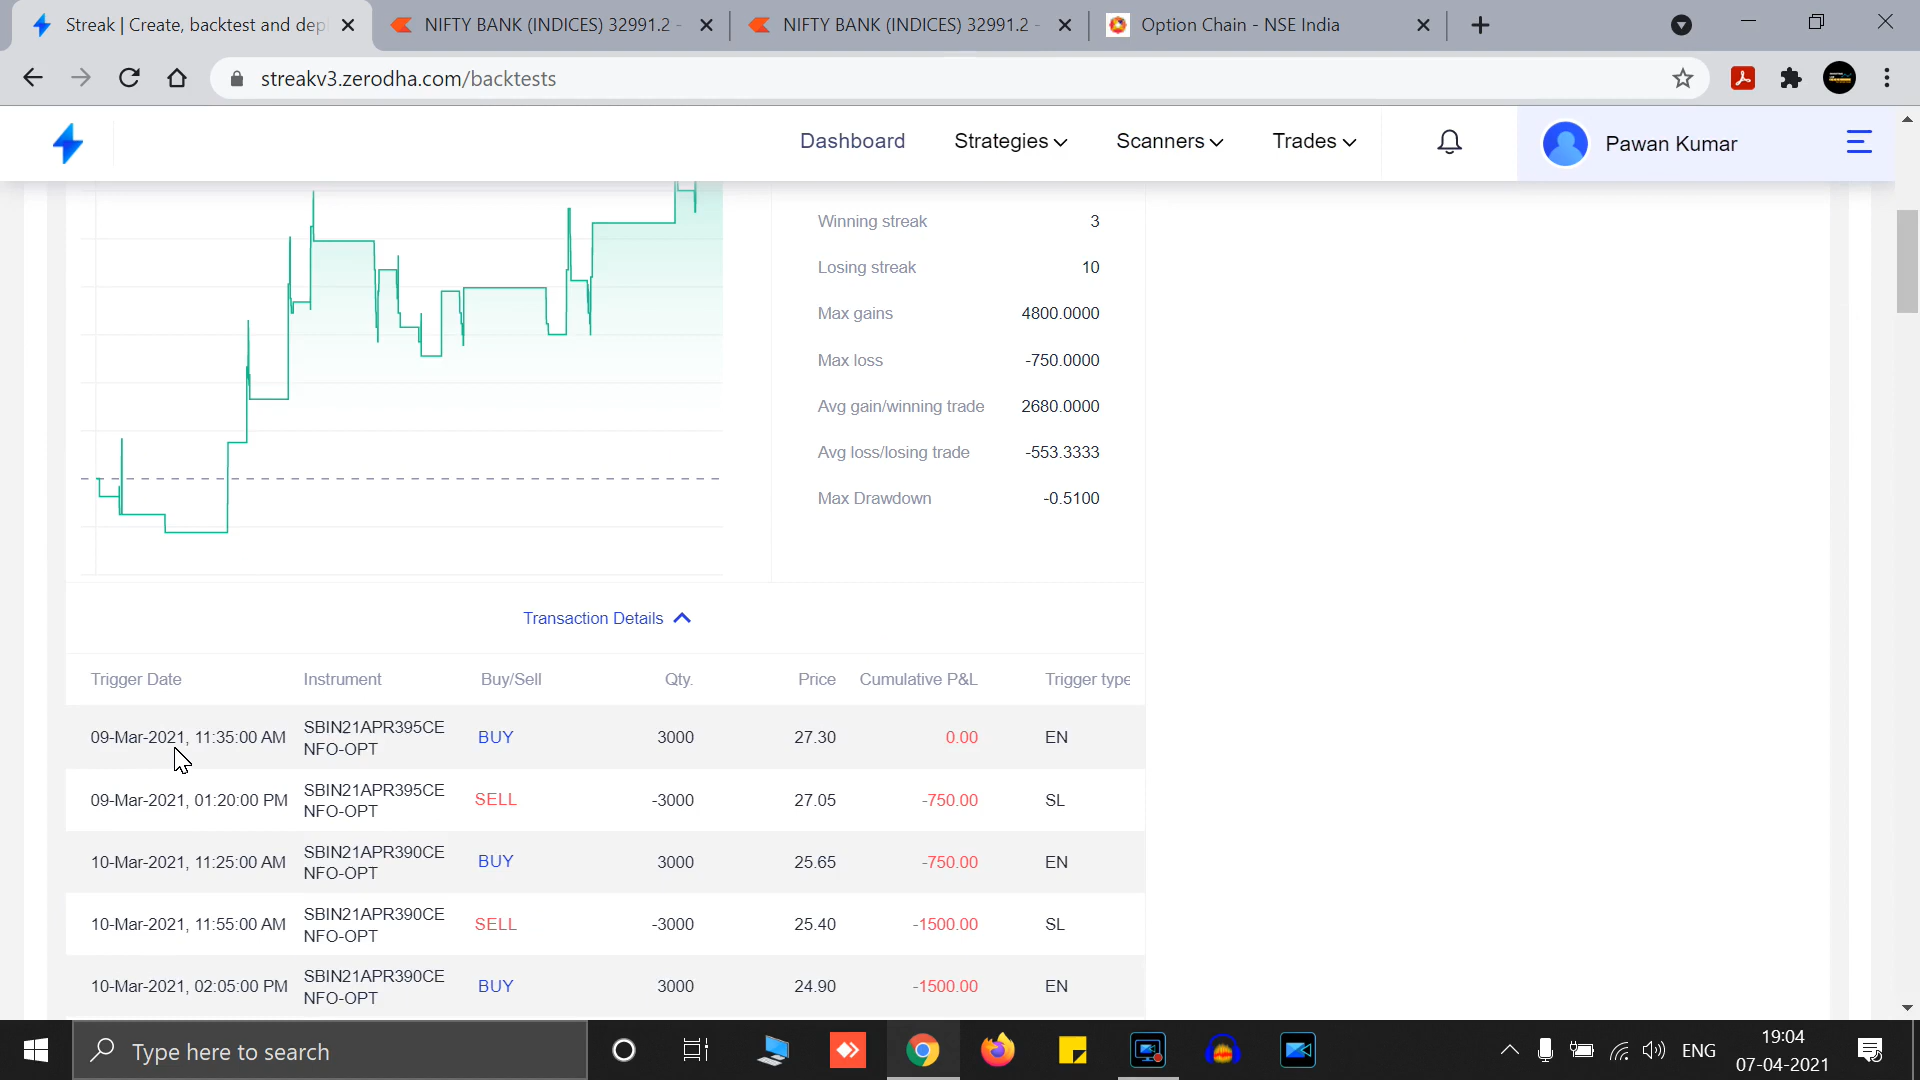 Streak | Create, backtest and dep
NIFTY BANK (INDICES) 32991.2 -
NIFTY BANK (INDICES) 32991.2 -
Option Chain - NSE India
streakv3.zerodha.com/backtests
Dashboard
Strategies
Scanners
Trades
Pawan Kumar
Winning streak 3
Losing streak 10
Max gains 4800.0000
Max loss -750.0000
Avg gain/winning trade 2680.0000
Avg loss/losing trade -553.3333
Max Drawdown -0.5100
Transaction Details
Trigger Date Instrument Buy/Sell Qty. Price Cumulative P&L Trigger type
09-Mar-2021, 11:35:00 AM SBIN21APR395CE NFO-OPT BUY 3000 27.30 0.00 EN
09-Mar-2021, 01:20:00 PM SBIN21APR395CE NFO-OPT SELL -3000 27.05 -750.00 SL
10-Mar-2021, 11:25:00 AM SBIN21APR390CE NFO-OPT BUY 3000 25.65 -750.00 EN
10-Mar-2021, 11:55:00 AM SBIN21APR390CE NFO-OPT SELL -3000 25.40 -1500.00 SL
10-Mar-2021, 02:05:00 PM SBIN21APR390CE NFO-OPT BUY 3000 24.90 -1500.00 EN
Type here to search
ENG
19:04
07-04-2021